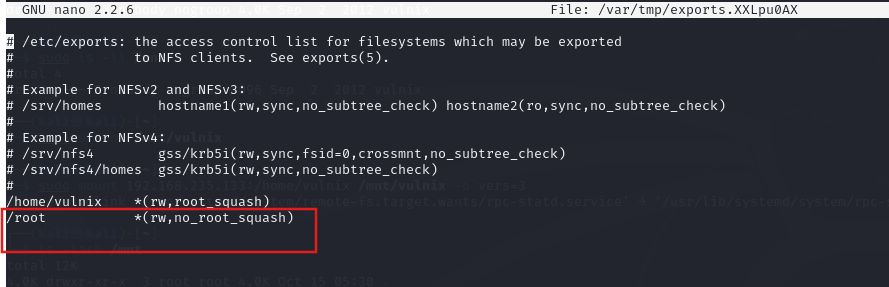 GNU nano 2.2.6 File: /var/tmp/exports.XXLpu0AX
# /etc/exports: the access control list for filesystems which may be exported
# to NFS clients. See exports(5).
#
# Example for NFSv2 and NFSv3:
# /srv/homes hostname1(rw,sync,no_subtree_check) hostname2(ro,sync,no_subtree_check)
#
# Example for NFSv4:
# /srv/nfs4 gss/krb5i(rw,sync,fsid=0,crossmnt,no_subtree_check)
# /srv/nfs4/homes gss/krb5i(rw,sync,no_subtree_check)
#
/home/vulnix *(rw,root_squash)
/root *(rw,no_root_squash)
total 12K